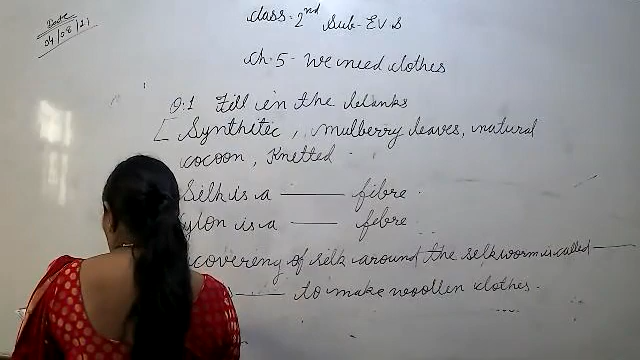 Date
04/08/21
Class. 2nd Sub - EVS
Ch. 5 - We need clothes
Q.1 Fill in the blanks
[ Synthitic, mulberry leaves, natural
cocoon, Knetted
Silk is a ——— fibre.
ylon is a ——— fibre
covering of silk around the silkworm is called ———
——— to make woollen clothes.